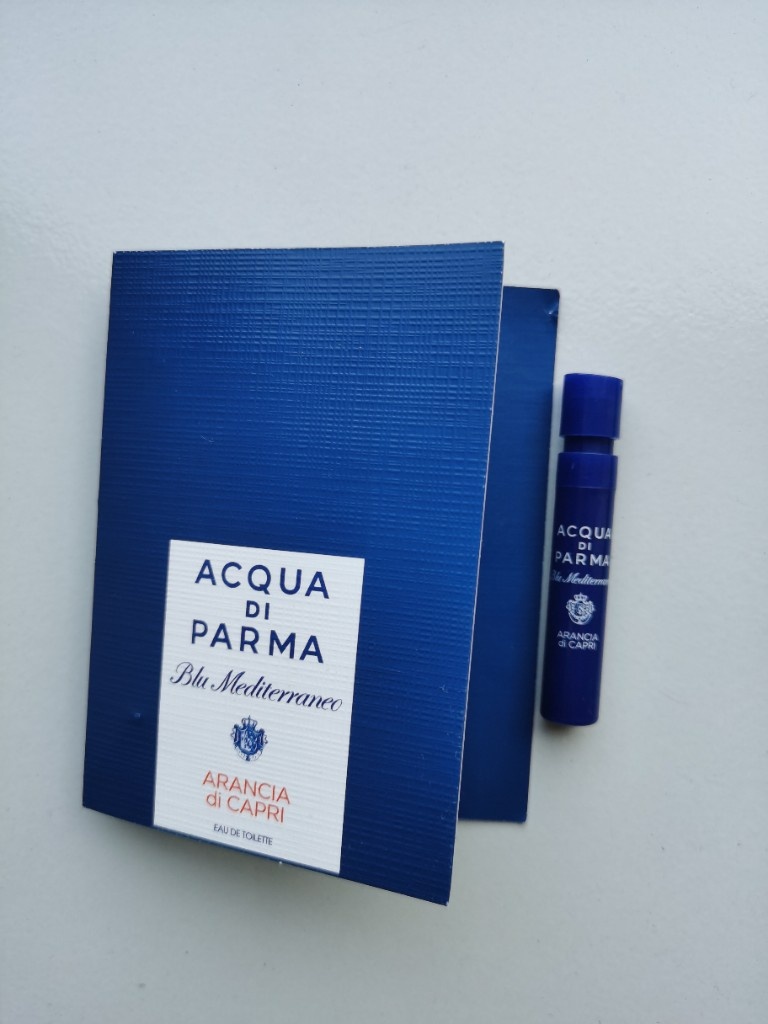 ACQUA
DI
PARMA
Blu Mediterraneo
ARANCIA
di CAPRI
EAU DE TOILETTE
ACQUA
DI
PARMA
Blu Mediterraneo
ARANCIA
di CAPRI